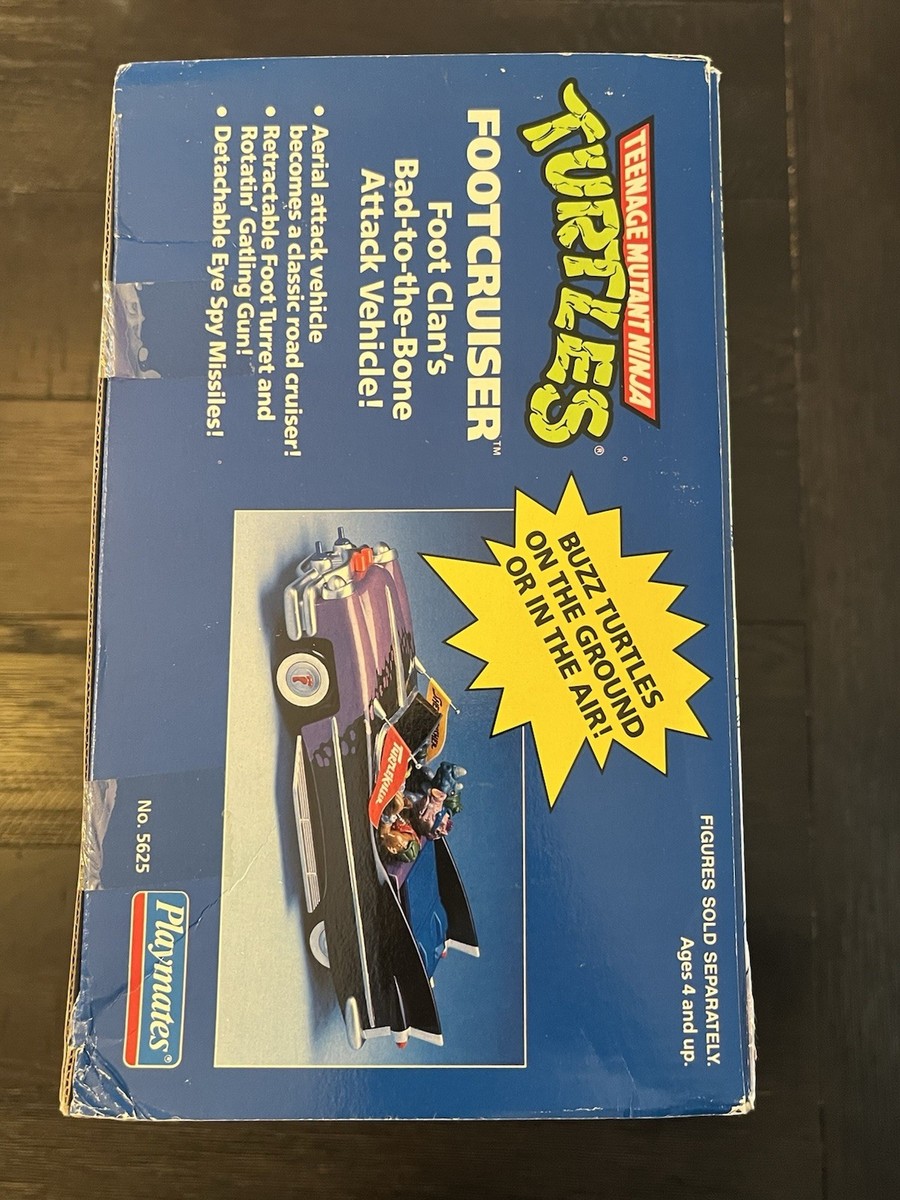 TEENAGE MUTANT NINJA
TURTLES®
FOOTCRUISER™
Foot Clan's
Bad-to-the-Bone
Attack Vehicle!
• Aerial attack vehicle
becomes a classic road cruiser!
• Retractable Foot Turret and
Rotatin' Gatling Gun!
• Detachable Eye Spy Missiles!
BUZZ TURTLES
ON THE GROUND
OR IN THE AIR!
FIGURES SOLD SEPARATELY.
Ages 4 and up.
No. 5625
Playmates®